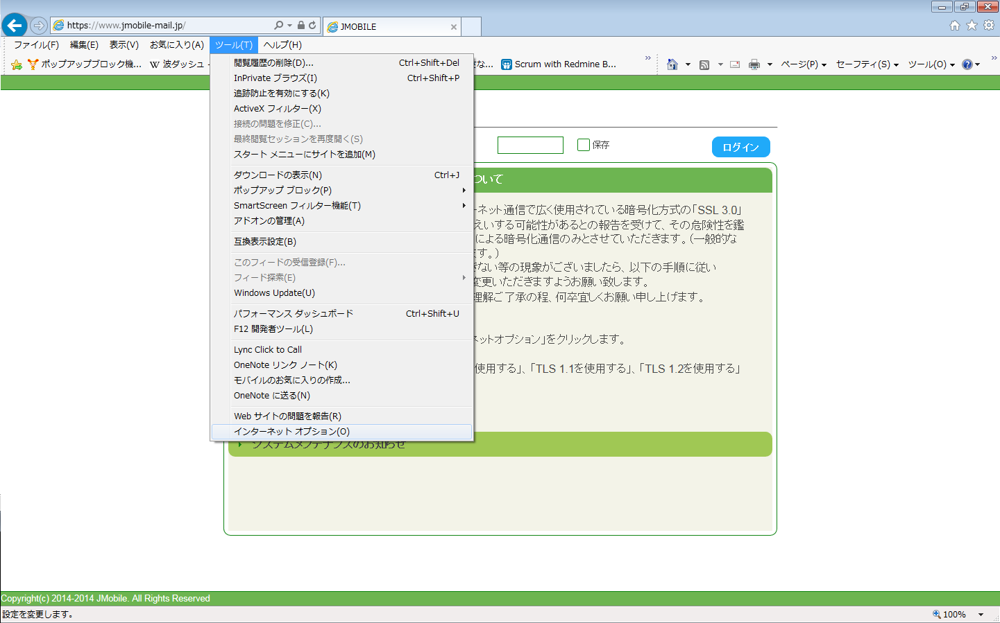 https://www.jmobile-mail.jp/
JMOBILE
ファイル(F) 編集(E) 表示(V) お気に入り(A) ツール(T) ヘルプ(H)
ポップアップブロック機... W 波ダッシュ - Scrum with Redmine B... ページ(P) セーフティ(S) ツール(O)
閲覧履歴の削除(D)... Ctrl+Shift+Del
InPrivate ブラウズ(I) Ctrl+Shift+P
追跡防止を有効にする(K)
ActiveX フィルター(X)
接続の問題を修正(C)...
最終閲覧セッションを再度開く(S)
スタート メニューにサイトを追加(M)
保存
ログイン
ダウンロードの表示(N) Ctrl+J
ポップアップ ブロック(P)
SmartScreen フィルター機能(T)
アドオンの管理(A)
互換表示設定(B)
このフィードの受信登録(F)...
フィード探索(E)
Windows Update(U)
パフォーマンス ダッシュボード Ctrl+Shift+U
F12 開発者ツール(L)
Lync Click to Call
OneNote リンク ノート(K)
モバイルのお気に入りの作成...
OneNote に送る(N)
Web サイトの問題を報告(R)
インターネット オプション(O)
ついて
ーネット通信で広く使用されている暗号化方式の「SSL 3.0」
えいする可能性があるとの報告を受けて、その危険性を鑑
による暗号化通信のみとさせていただきます。（一般的な
ます。）
きない等の現象がございましたら、以下の手順に従い
変更いただきますようお願い致します。
理解ご了承の程、何卒宜しくお願い申し上げます。
ネットオプション」をクリックします。
使用する」、「TLS 1.1を使用する」、「TLS 1.2を使用する」
システムメンテナンスのお知らせ
Copyright(c) 2014-2014 JMobile. All Rights Reserved
設定を変更します。 100%